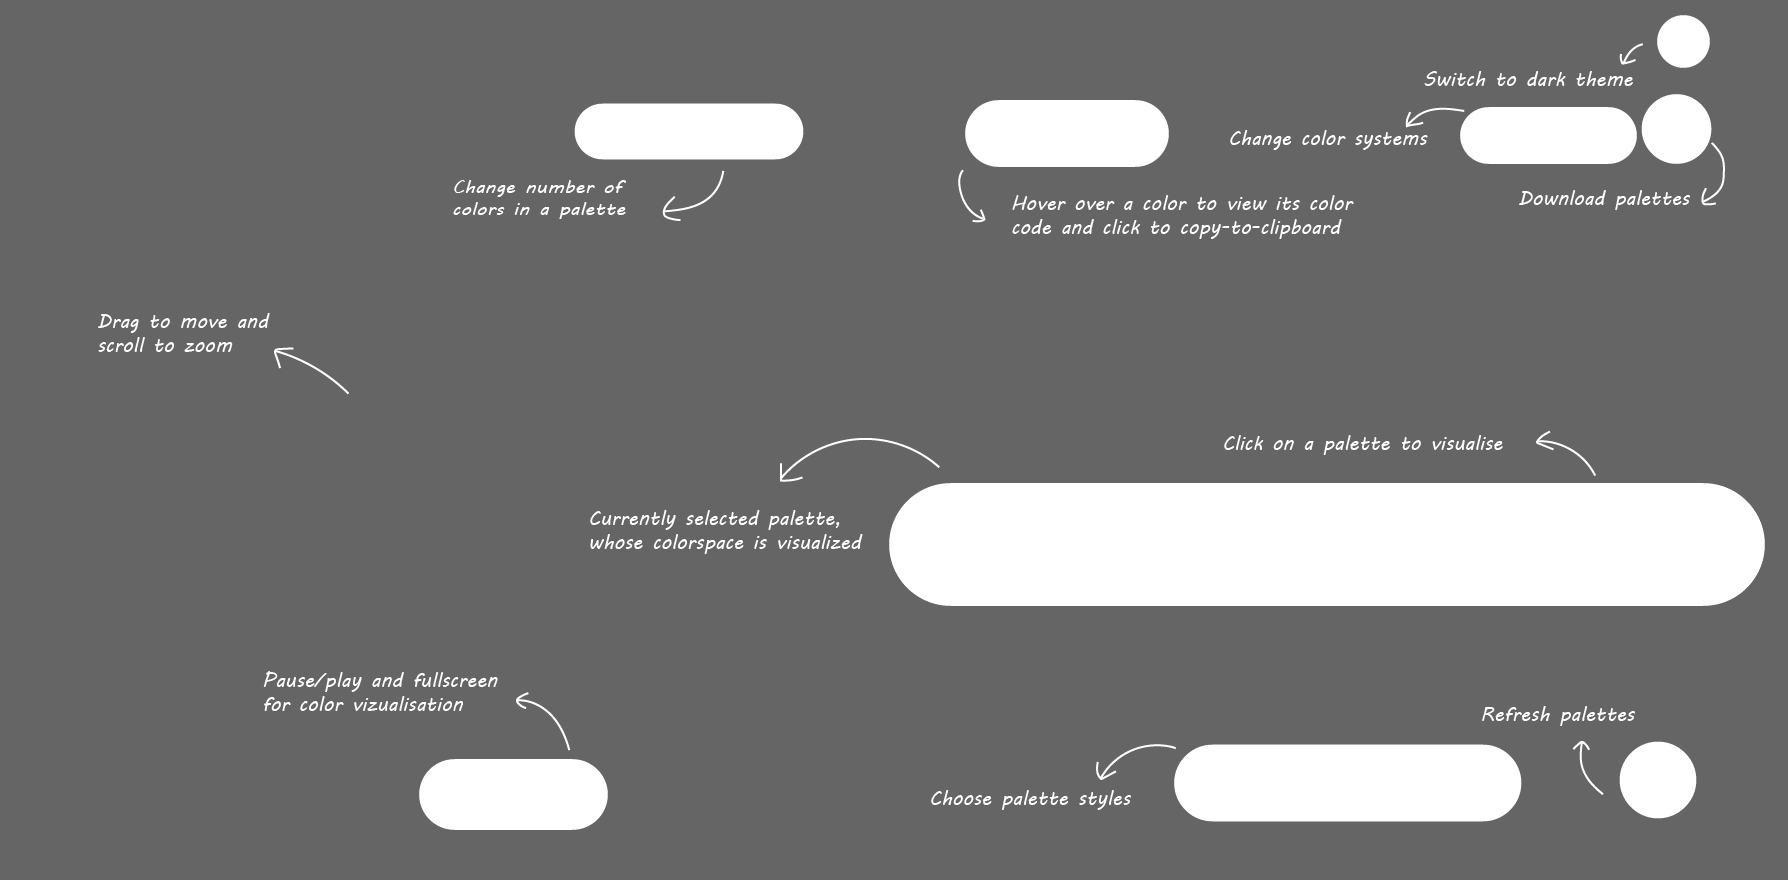 Switch to dark theme
Change color systems
Change number of
colors in a palette
Hover over a color to view its color
code and click to copy-to-clipboard
Download palettes
Drag to move and
scroll to zoom
Click on a palette to visualise
Currently selected palette,
whose colorspace is visualized
Pause/play and fullscreen
for color vizualisation
Refresh palettes
Choose palette styles